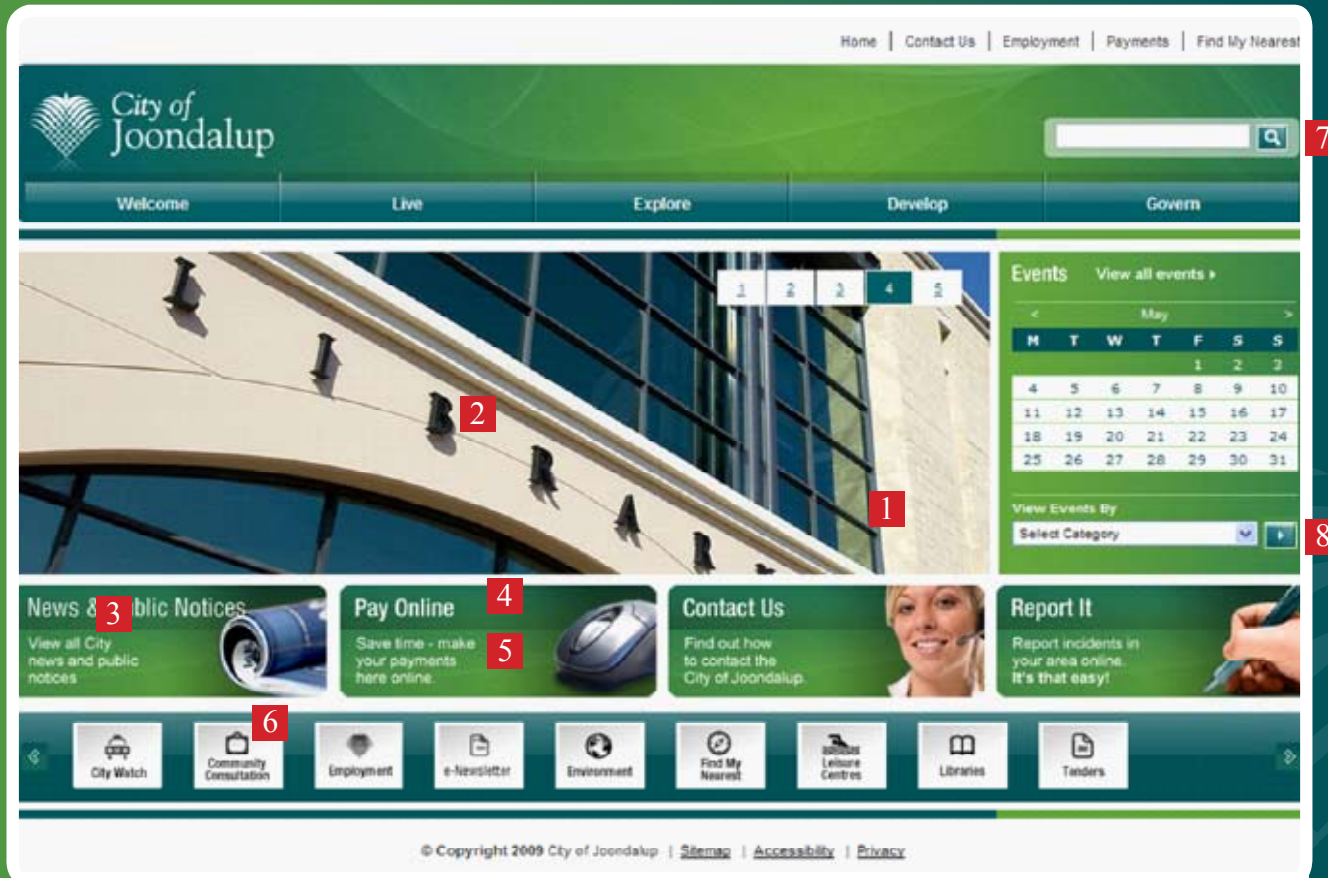 Home | Contact Us | Employment | Payments | Find My Nearest
City of
Joondalup
7
Welcome Live Explore Develop Govern
1 2 3 4 5
LIBRARY
2
1
Events View all events
< May >
M T W T F S S
1 2 3
4 5 6 7 8 9 10
11 12 13 14 15 16 17
18 19 20 21 22 23 24
25 26 27 28 29 30 31
View Events By
Select Category
8
News & Public Notices
3
View all City
news and public
notices
Pay Online
4
Save time - make
your payments
here online.
5
Contact Us
Find out how
to contact the
City of Joondalup.
Report It
Report incidents in
your area online.
It's that easy!
6
City Watch
Community
Consultation
Employment
e-Newsletter
Environment
Find My
Nearest
Leisure
Centres
Libraries
Tenders
© Copyright 2009 City of Joondalup | Sitemap | Accessibility | Privacy